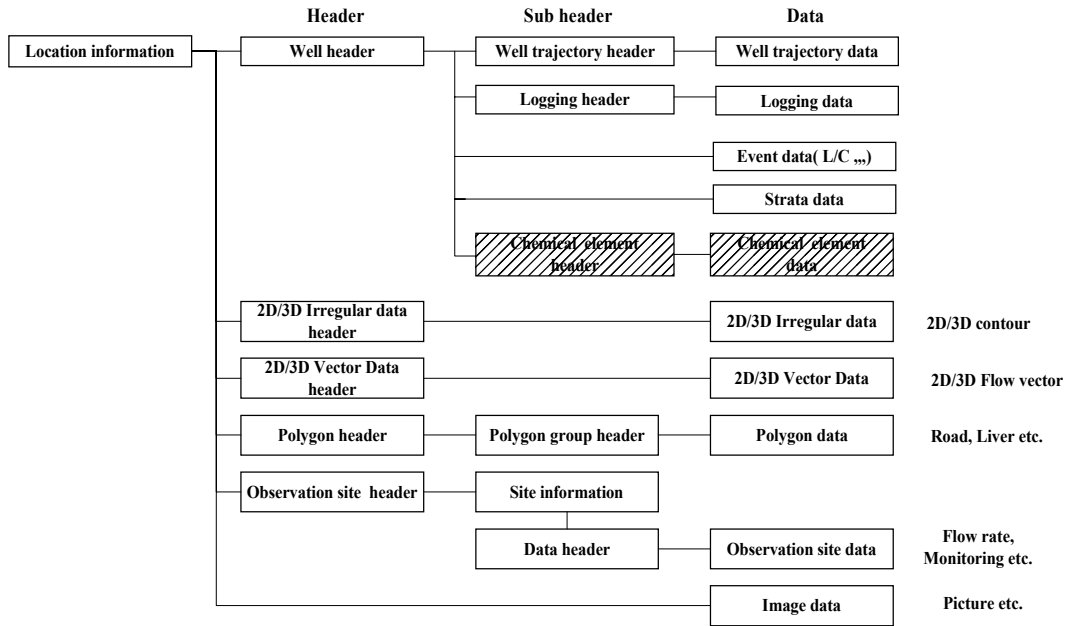 Header Sub header Data
Location information Well header Well trajectory header Well trajectory data
Logging header Logging data
Event data( L/C ,,,)
Strata data
Chemical element Chemical element
header data
2D/3D Irregular data
header
2D/3D Irregular data 2D/3D contour
2D/3D Vector Data
header
2D/3D Vector Data 2D/3D Flow vector
Polygon header Polygon group header Polygon data Road, Liver etc.
Observation site header Site information
Data header Observation site data
Flow rate,
Monitoring etc.
Image data Picture etc.